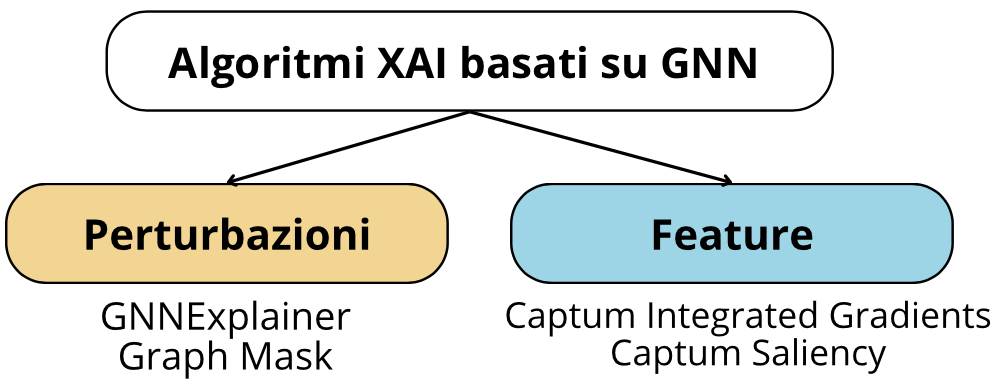 Algoritmi XAI basati su GNN
Perturbazioni
Feature
GNNExplainer
Graph Mask
Captum Integrated Gradients
Captum Saliency